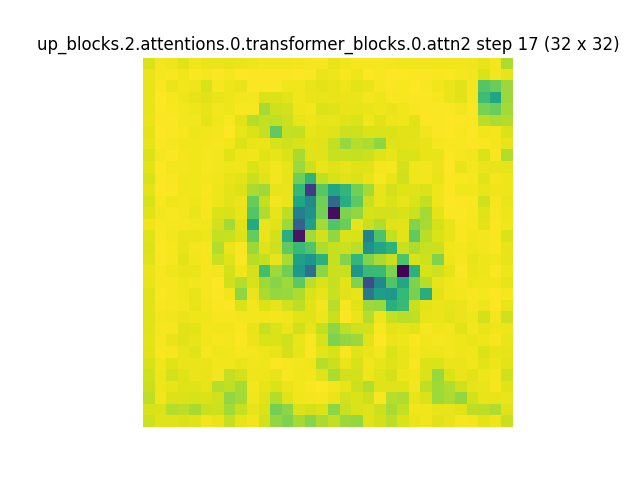 up_blocks.2.attentions.0.transformer_blocks.0.attn2 step 17 (32 x 32)